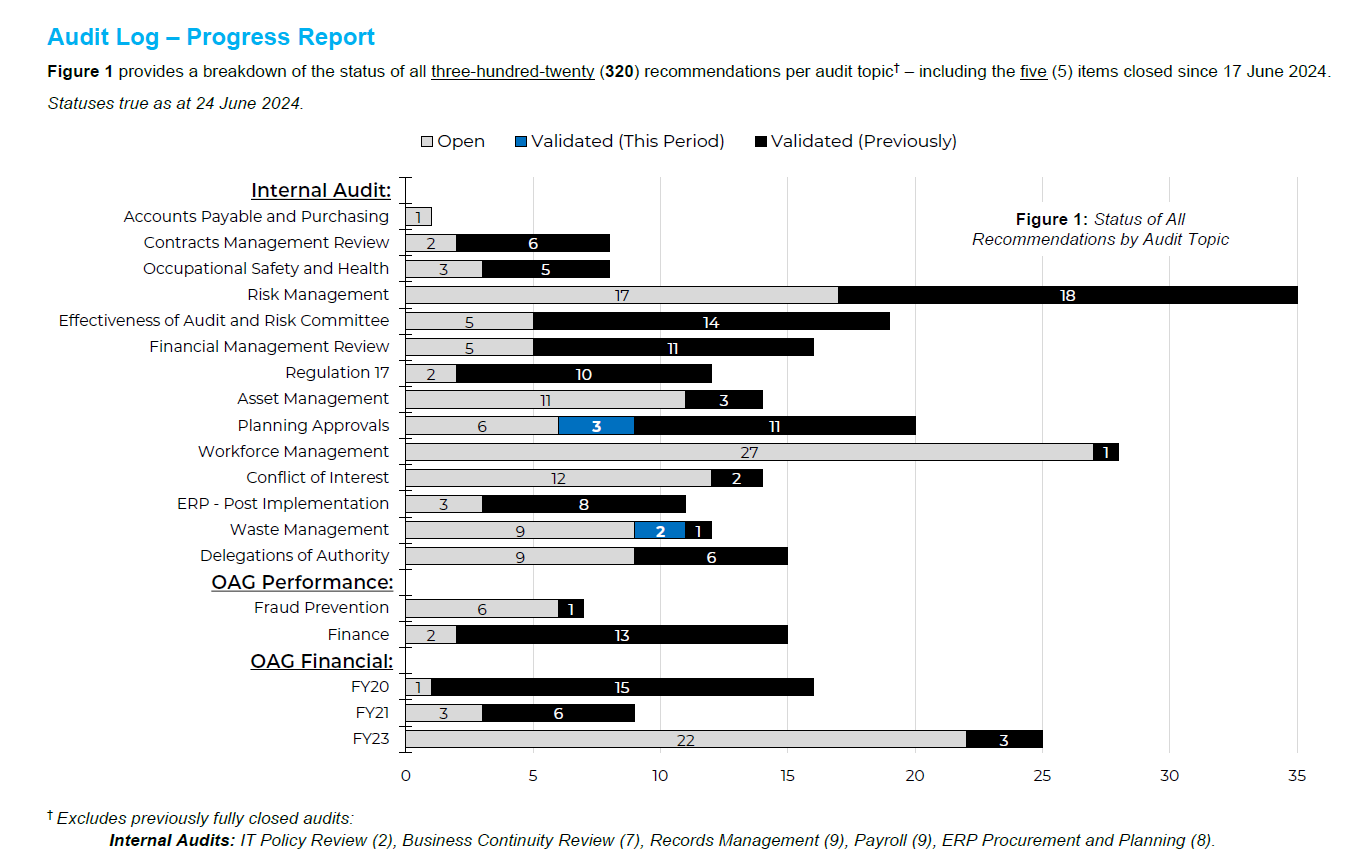 Audit Log – Progress Report
Figure 1 provides a breakdown of the status of all three-hundred-twenty (320) recommendations per audit topic† – including the five (5) items closed since 17 June 2024.
Statuses true as at 24 June 2024.
Open Validated (This Period) Validated (Previously)
Internal Audit:
Accounts Payable and Purchasing 1
Figure 1: Status of All
Recommendations by Audit Topic
Contracts Management Review 2 6
Occupational Safety and Health 3 5
Risk Management 17 18
Effectiveness of Audit and Risk Committee 5 14
Financial Management Review 5 11
Regulation 17 2 10
Asset Management 11 3
Planning Approvals 6 3 11
Workforce Management 27 1
Conflict of Interest 12 2
ERP - Post Implementation 3 8
Waste Management 9 2 1
Delegations of Authority 9 6
OAG Performance:
Fraud Prevention 6 1
Finance 2 13
OAG Financial:
FY20 1 15
FY21 3 6
FY23 22 3
0 5 10 15 20 25 30 35
† Excludes previously fully closed audits:
Internal Audits: IT Policy Review (2), Business Continuity Review (7), Records Management (9), Payroll (9), ERP Procurement and Planning (8).